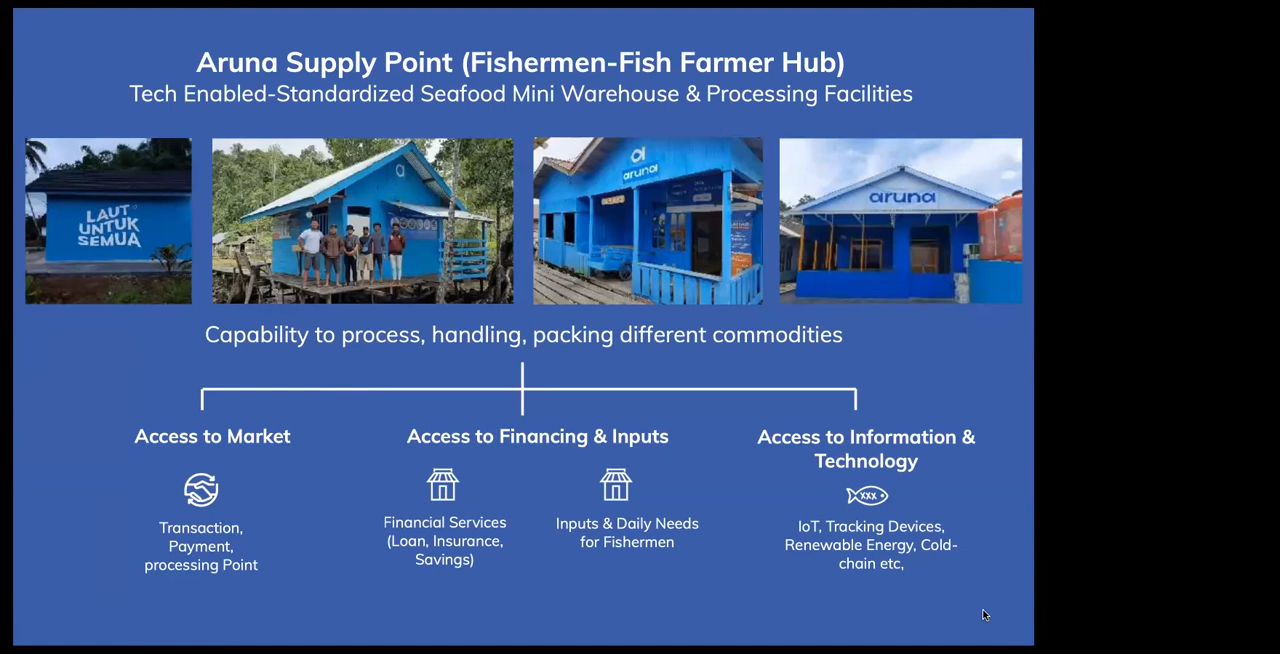 Aruna Supply Point (Fishermen-Fish Farmer Hub)
Tech Enabled-Standardized Seafood Mini Warehouse & Processing Facilities
LAUT
UNTUK
SEMUA
a
aruna
aruna
Capability to process, handling, packing different commodities
Access to Market
Transaction,
Payment,
processing Point
Access to Financing & Inputs
Financial Services
(Loan, Insurance,
Savings)
Inputs & Daily Needs
for Fishermen
Access to Information &
Technology
xxx
IoT, Tracking Devices,
Renewable Energy, Cold-
chain etc,